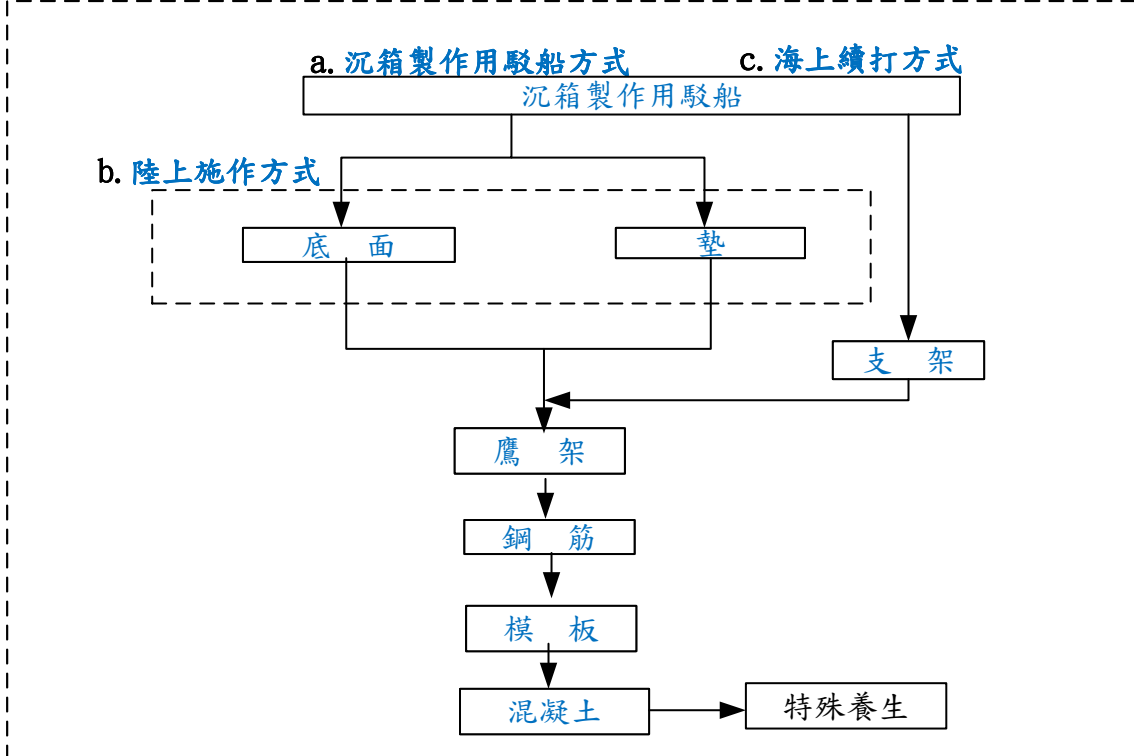 a. 沉箱製作用駁船方式
c. 海上續打方式
沉箱製作用駁船
b. 陸上施作方式
底 面
墊
支 架
鷹 架
鋼 筋
模 板
混凝土
特殊養生